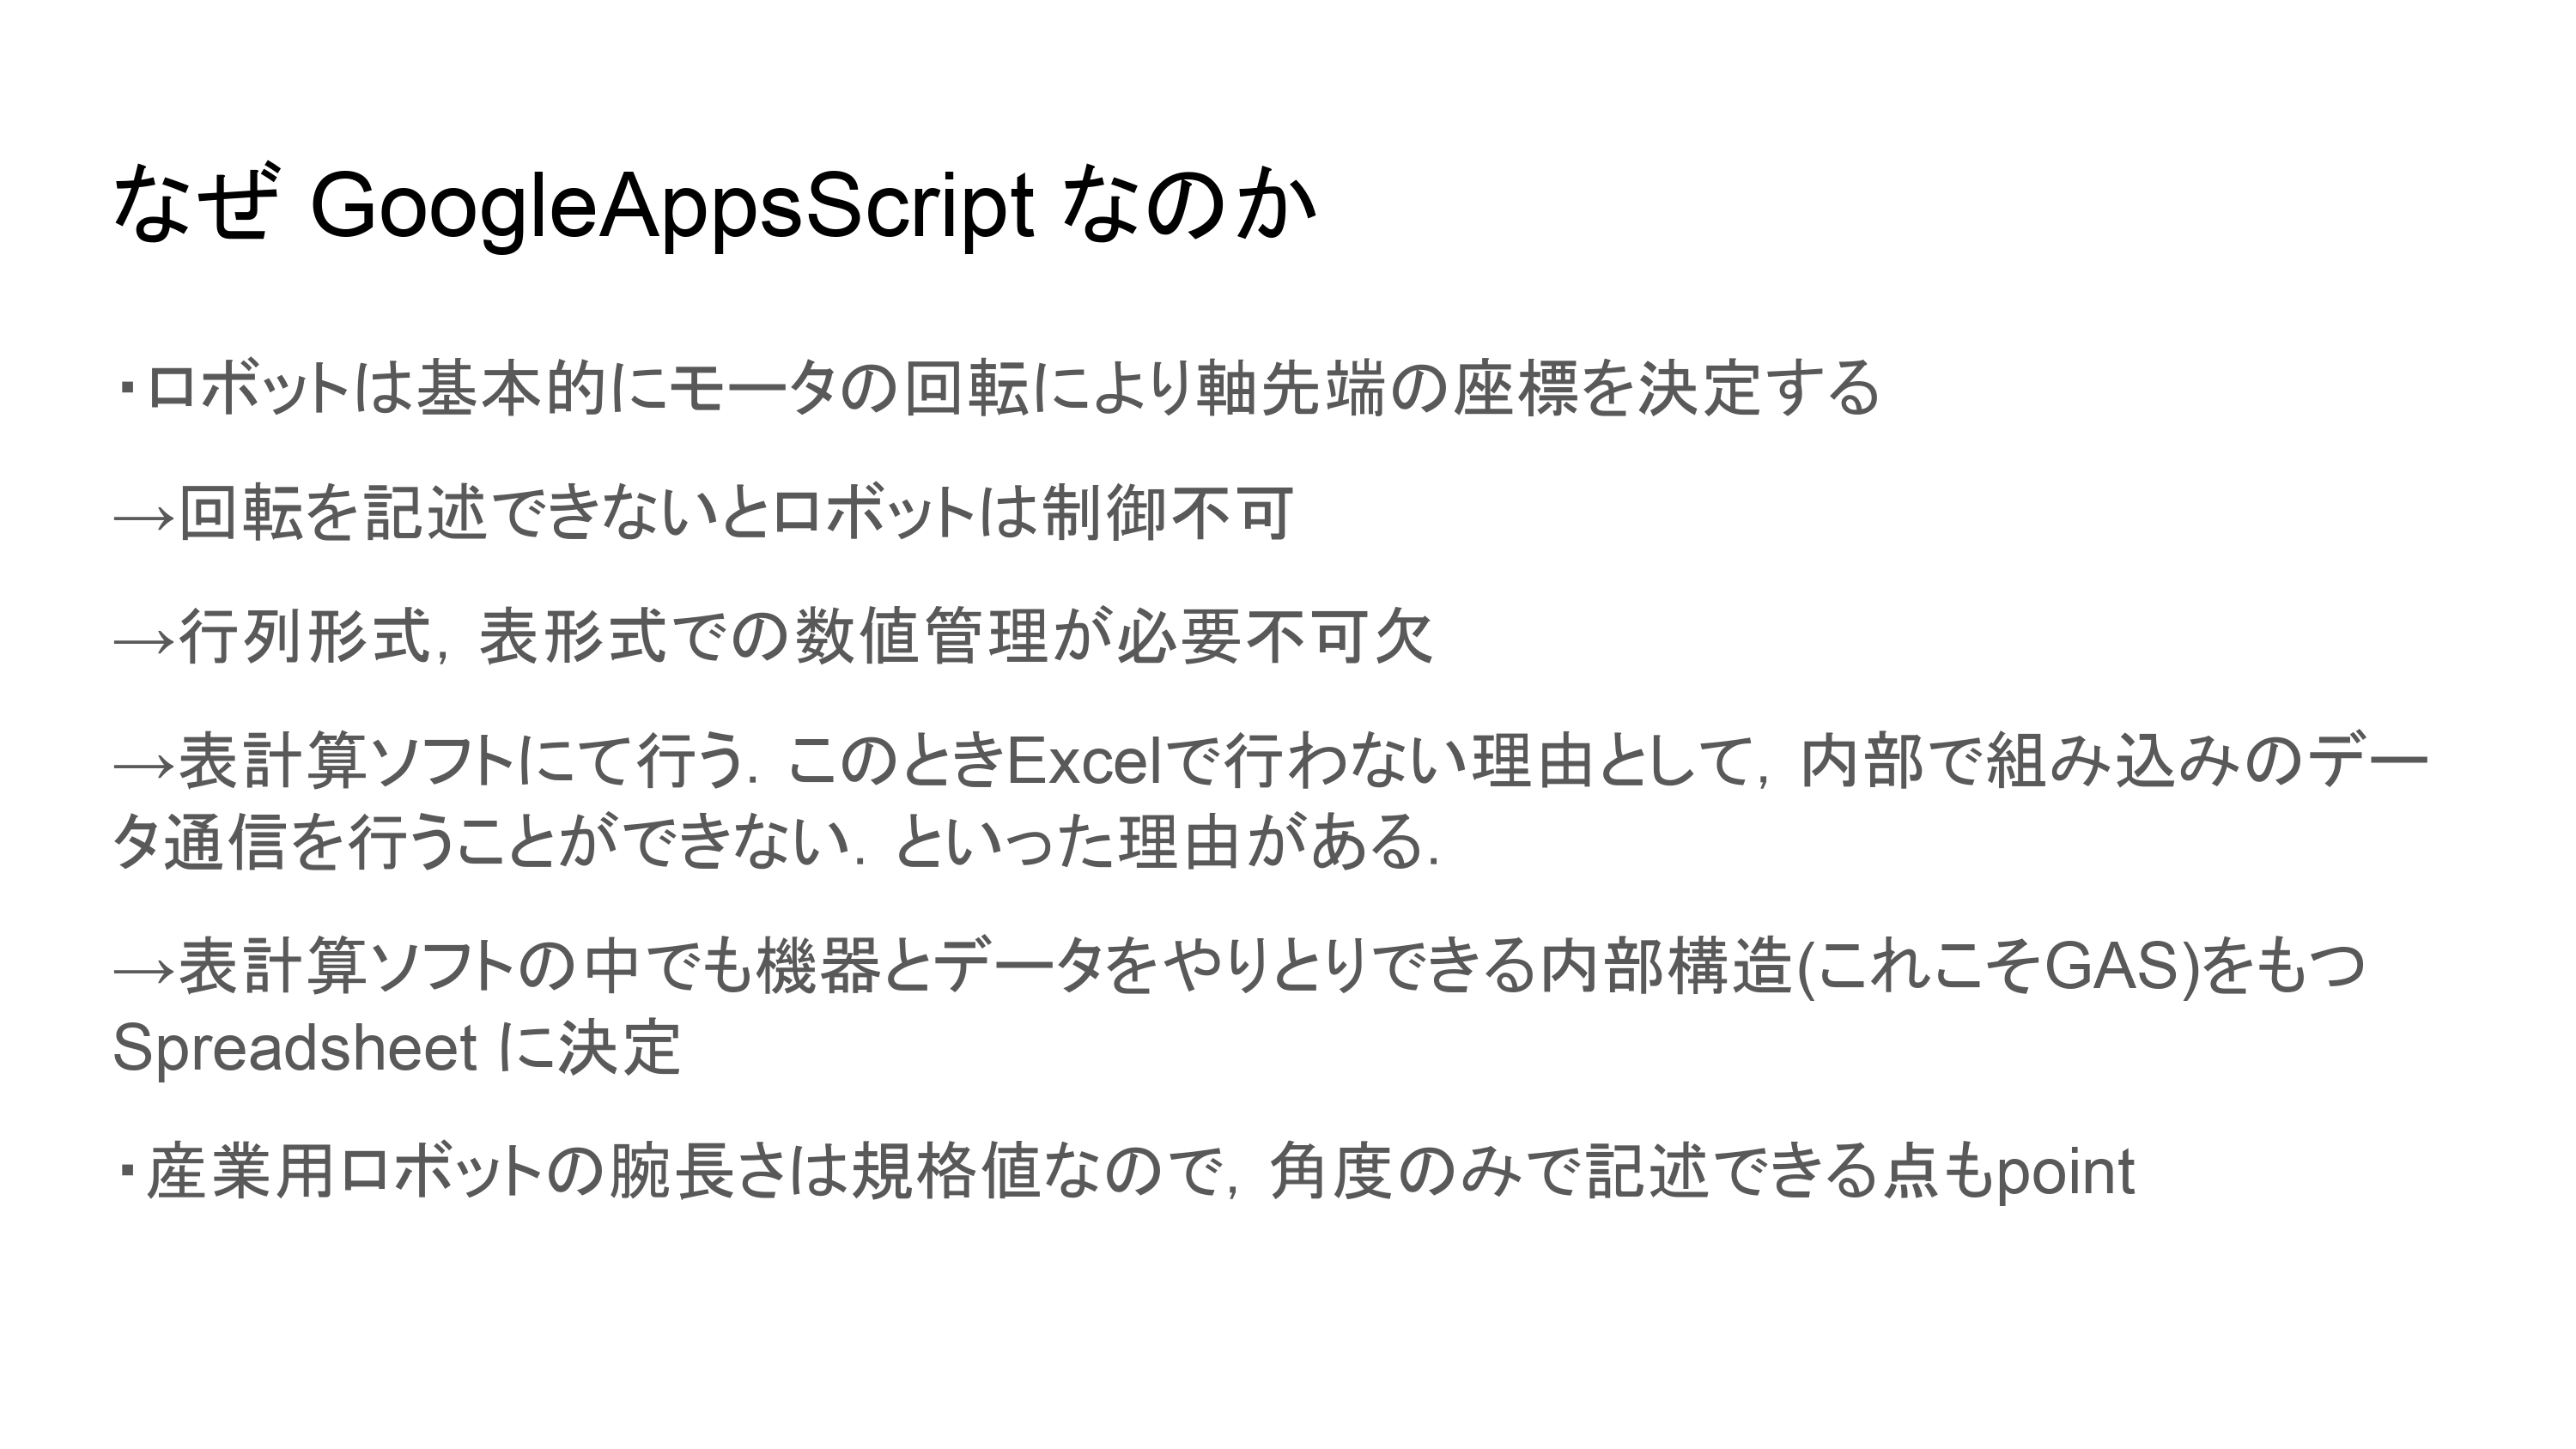 なぜ GoogleAppsScript なのか
・ロボットは基本的にモータの回転により軸先端の座標を決定する
→回転を記述できないとロボットは制御不可
→行列形式，表形式での数値管理が必要不可欠
→表計算ソフトにて行う．このときExcelで行わない理由として，内部で組み込みのデー
タ通信を行うことができない．といった理由がある．
→表計算ソフトの中でも機器とデータをやりとりできる内部構造(これこそGAS)をもつ
Spreadsheet に決定
・産業用ロボットの腕長さは規格値なので，角度のみで記述できる点もpoint